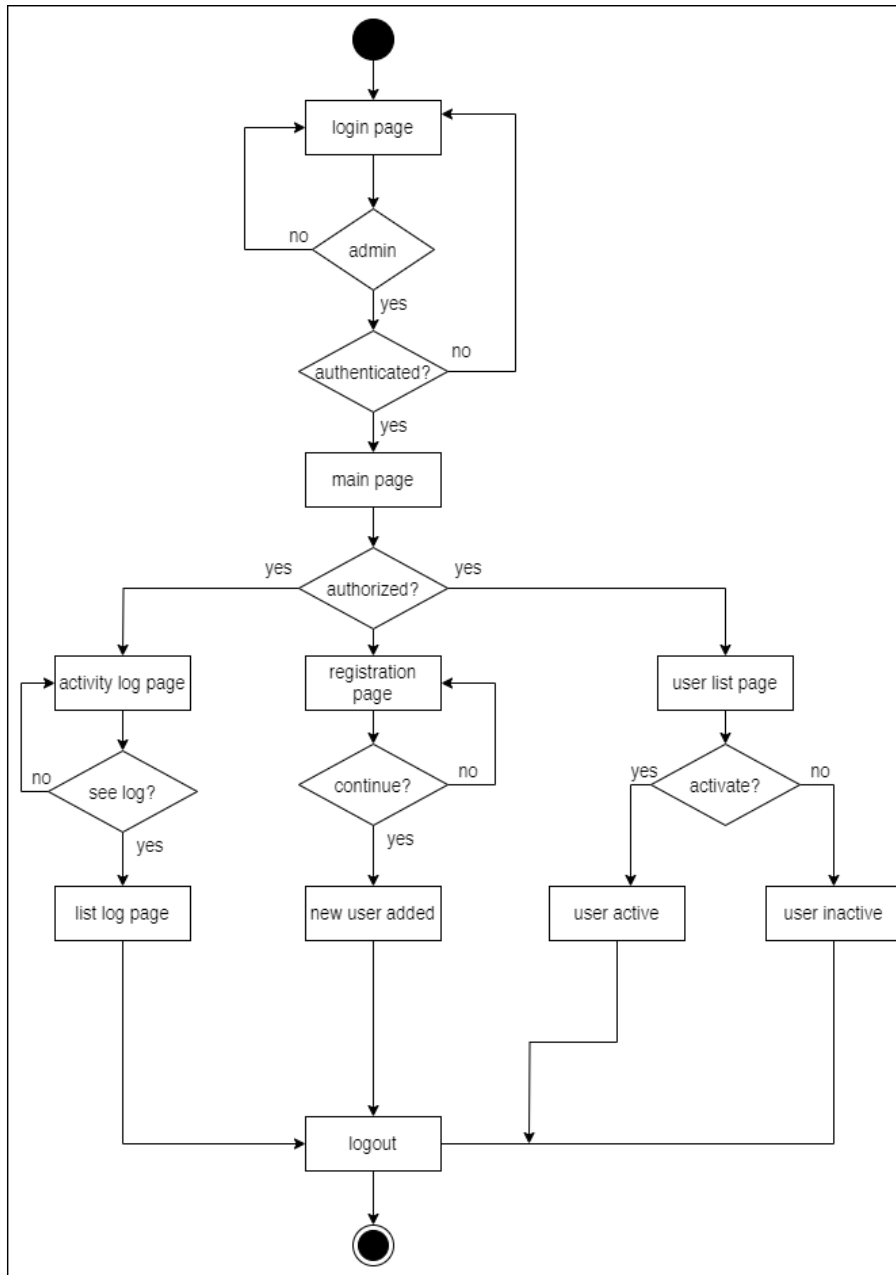 login page
no
admin
yes
authenticated?
no
yes
main page
yes
authorized?
yes
activity log page
registration
page
user list page
no
see log?
continue?
no
yes
activate?
no
yes
yes
list log page
new user added
user active
user inactive
logout